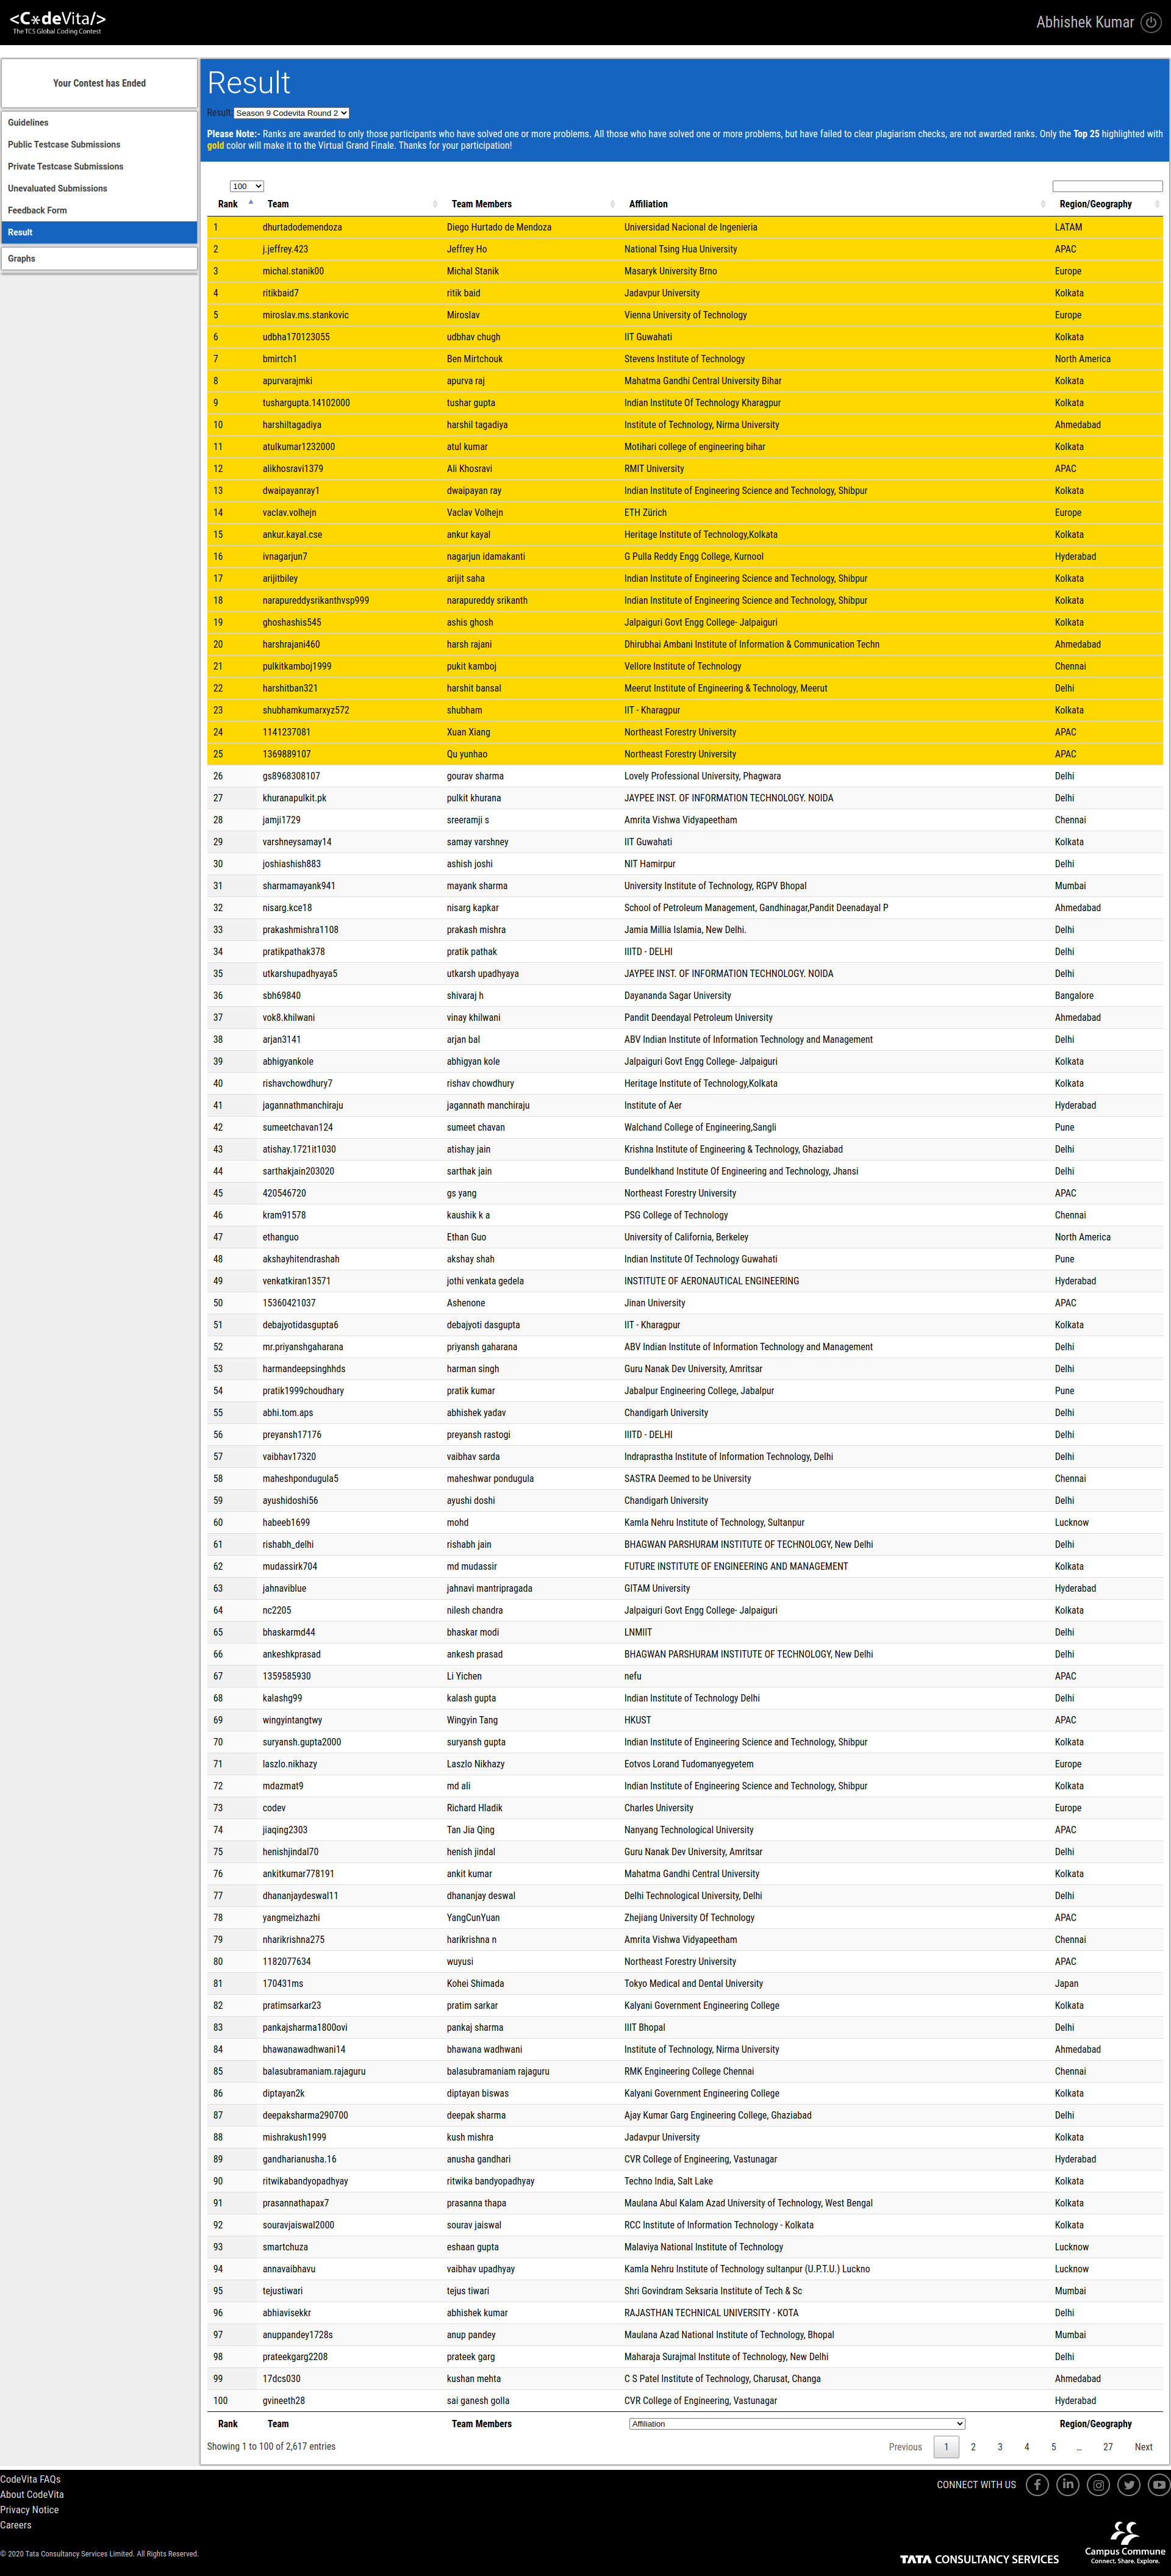 <C*deVita/>
The TCS Global Coding Contest
Abhishek Kumar
Your Contest has Ended
Guidelines
Public Testcase Submissions
Private Testcase Submissions
Unevaluated Submissions
Feedback Form
Result
Graphs
Result
Result: Season 9 Codevita Round 2
Please Note:- Ranks are awarded to only those participants who have solved one or more problems. All those who have solved one or more problems, but have failed to clear plagiarism checks, are not awarded ranks. Only the Top 25 highlighted with
gold color will make it to the Virtual Grand Finale. Thanks for your participation!
100
Rank Team Team Members Affiliation Region/Geography
1 dhurtadodemendoza Diego Hurtado de Mendoza Universidad Nacional de Ingenieria LATAM
2 j.jeffrey.423 Jeffrey Ho National Tsing Hua University APAC
3 michal.stanik00 Michal Stanik Masaryk University Brno Europe
4 ritikbaid7 ritik baid Jadavpur University Kolkata
5 miroslav.ms.stankovic Miroslav Vienna University of Technology Europe
6 udbha170123055 udbhav chugh IIT Guwahati Kolkata
7 bmirtch1 Ben Mirtchouk Stevens Institute of Technology North America
8 apurvarajmki apurva raj Mahatma Gandhi Central University Bihar Kolkata
9 tushargupta.14102000 tushar gupta Indian Institute Of Technology Kharagpur Kolkata
10 harshiltagadiya harshil tagadiya Institute of Technology, Nirma University Ahmedabad
11 atulkumar1232000 atul kumar Motihari college of engineering bihar Kolkata
12 alikhosravi1379 Ali Khosravi RMIT University APAC
13 dwaipayanray1 dwaipayan ray Indian Institute of Engineering Science and Technology, Shibpur Kolkata
14 vaclav.volhejn Vaclav Volhejn ETH Zürich Europe
15 ankur.kayal.cse ankur kayal Heritage Institute of Technology,Kolkata Kolkata
16 ivnagarjun7 nagarjun idamakanti G Pulla Reddy Engg College, Kurnool Hyderabad
17 arijitbiley arijit saha Indian Institute of Engineering Science and Technology, Shibpur Kolkata
18 narapureddysrikanthvsp999 narapureddy srikanth Indian Institute of Engineering Science and Technology, Shibpur Kolkata
19 ghoshashis545 ashis ghosh Jalpaiguri Govt Engg College- Jalpaiguri Kolkata
20 harshrajani460 harsh rajani Dhirubhai Ambani Institute of Information & Communication Techn Ahmedabad
21 pulkitkamboj1999 pukit kamboj Vellore Institute of Technology Chennai
22 harshitban321 harshit bansal Meerut Institute of Engineering & Technology, Meerut Delhi
23 shubhamkumarxyz572 shubham IIT - Kharagpur Kolkata
24 1141237081 Xuan Xiang Northeast Forestry University APAC
25 1369889107 Qu yunhao Northeast Forestry University APAC
26 gs8968308107 gourav sharma Lovely Professional University, Phagwara Delhi
27 khuranapulkit.pk pulkit khurana JAYPEE INST. OF INFORMATION TECHNOLOGY. NOIDA Delhi
28 jamji1729 sreeramji s Amrita Vishwa Vidyapeetham Chennai
29 varshneysamay14 samay varshney IIT Guwahati Kolkata
30 joshiashish883 ashish joshi NIT Hamirpur Delhi
31 sharmamayank941 mayank sharma University Institute of Technology, RGPV Bhopal Mumbai
32 nisarg.kce18 nisarg kapkar School of Petroleum Management, Gandhinagar,Pandit Deenadayal P Ahmedabad
33 prakashmishra1108 prakash mishra Jamia Millia Islamia, New Delhi. Delhi
34 pratikpathak378 pratik pathak IIITD - DELHI Delhi
35 utkarshupadhyaya5 utkarsh upadhyaya JAYPEE INST. OF INFORMATION TECHNOLOGY. NOIDA Delhi
36 sbh69840 shivaraj h Dayananda Sagar University Bangalore
37 vok8.khilwani vinay khilwani Pandit Deendayal Petroleum University Ahmedabad
38 arjan3141 arjan bal ABV Indian Institute of Information Technology and Management Delhi
39 abhigyankole abhigyan kole Jalpaiguri Govt Engg College- Jalpaiguri Kolkata
40 rishavchowdhury7 rishav chowdhury Heritage Institute of Technology,Kolkata Kolkata
41 jagannathmanchiraju jagannath manchiraju Institute of Aer Hyderabad
42 sumeetchavan124 sumeet chavan Walchand College of Engineering,Sangli Pune
43 atishay.1721it1030 atishay jain Krishna Institute of Engineering & Technology, Ghaziabad Delhi
44 sarthakjain203020 sarthak jain Bundelkhand Institute Of Engineering and Technology, Jhansi Delhi
45 420546720 gs yang Northeast Forestry University APAC
46 kram91578 kaushik k a PSG College of Technology Chennai
47 ethanguo Ethan Guo University of California, Berkeley North America
48 akshayhitendrashah akshay shah Indian Institute Of Technology Guwahati Pune
49 venkatkiran13571 jothi venkata gedela INSTITUTE OF AERONAUTICAL ENGINEERING Hyderabad
50 15360421037 Ashenone Jinan University APAC
51 debajyotidasgupta6 debajyoti dasgupta IIT - Kharagpur Kolkata
52 mr.priyanshgaharana priyansh gaharana ABV Indian Institute of Information Technology and Management Delhi
53 harmandeepsinghhds harman singh Guru Nanak Dev University, Amritsar Delhi
54 pratik1999choudhary pratik kumar Jabalpur Engineering College, Jabalpur Pune
55 abhi.tom.aps abhishek yadav Chandigarh University Delhi
56 preyansh17176 preyansh rastogi IIITD - DELHI Delhi
57 vaibhav17320 vaibhav sarda Indraprastha Institute of Information Technology, Delhi Delhi
58 maheshpondugula5 maheshwar pondugula SASTRA Deemed to be University Chennai
59 ayushidoshi56 ayushi doshi Chandigarh University Delhi
60 habeeb1699 mohd Kamla Nehru Institute of Technology, Sultanpur Lucknow
61 rishabh_delhi rishabh jain BHAGWAN PARSHURAM INSTITUTE OF TECHNOLOGY, New Delhi Delhi
62 mudassirk704 md mudassir FUTURE INSTITUTE OF ENGINEERING AND MANAGEMENT Kolkata
63 jahnaviblue jahnavi mantripragada GITAM University Hyderabad
64 nc2205 nilesh chandra Jalpaiguri Govt Engg College- Jalpaiguri Kolkata
65 bhaskarmd44 bhaskar modi LNMIIT Delhi
66 ankeshkprasad ankesh prasad BHAGWAN PARSHURAM INSTITUTE OF TECHNOLOGY, New Delhi Delhi
67 1359585930 Li Yichen nefu APAC
68 kalashg99 kalash gupta Indian Institute of Technology Delhi Delhi
69 wingyintangtwy Wingyin Tang HKUST APAC
70 suryansh.gupta2000 suryansh gupta Indian Institute of Engineering Science and Technology, Shibpur Kolkata
71 laszlo.nikhazy Laszlo Nikhazy Eotvos Lorand Tudomanyegyetem Europe
72 mdazmat9 md ali Indian Institute of Engineering Science and Technology, Shibpur Kolkata
73 codev Richard Hladik Charles University Europe
74 jiaqing2303 Tan Jia Qing Nanyang Technological University APAC
75 henishjindal70 henish jindal Guru Nanak Dev University, Amritsar Delhi
76 ankitkumar778191 ankit kumar Mahatma Gandhi Central University Kolkata
77 dhananjaydeswal11 dhananjay deswal Delhi Technological University, Delhi Delhi
78 yangmeizhazhi YangCunYuan Zhejiang University Of Technology APAC
79 nharikrishna275 harikrishna n Amrita Vishwa Vidyapeetham Chennai
80 1182077634 wuyusi Northeast Forestry University APAC
81 170431ms Kohei Shimada Tokyo Medical and Dental University Japan
82 pratimsarkar23 pratim sarkar Kalyani Government Engineering College Kolkata
83 pankajsharma1800ovi pankaj sharma IIIT Bhopal Delhi
84 bhawanawadhwani14 bhawana wadhwani Institute of Technology, Nirma University Ahmedabad
85 balasubramaniam.rajaguru balasubramaniam rajaguru RMK Engineering College Chennai Chennai
86 diptayan2k diptayan biswas Kalyani Government Engineering College Kolkata
87 deepaksharma290700 deepak sharma Ajay Kumar Garg Engineering College, Ghaziabad Delhi
88 mishrakush1999 kush mishra Jadavpur University Kolkata
89 gandharianusha.16 anusha gandhari CVR College of Engineering, Vastunagar Hyderabad
90 ritwikabandyopadhyay ritwika bandyopadhyay Techno India, Salt Lake Kolkata
91 prasannathapax7 prasanna thapa Maulana Abul Kalam Azad University of Technology, West Bengal Kolkata
92 souravjaiswal2000 sourav jaiswal RCC Institute of Information Technology - Kolkata Kolkata
93 smartchuza eshaan gupta Malaviya National Institute of Technology Lucknow
94 annavaibhavu vaibhav upadhyay Kamla Nehru Institute of Technology sultanpur (U.P.T.U.) Luckno Lucknow
95 tejustiwari tejus tiwari Shri Govindram Seksaria Institute of Tech & Sc Mumbai
96 abhiavisekkr abhishek kumar RAJASTHAN TECHNICAL UNIVERSITY - KOTA Delhi
97 anuppandey1728s anup pandey Maulana Azad National Institute of Technology, Bhopal Mumbai
98 prateekgarg2208 prateek garg Maharaja Surajmal Institute of Technology, New Delhi Delhi
99 17dcs030 kushan mehta C S Patel Institute of Technology, Charusat, Changa Ahmedabad
100 gvineeth28 sai ganesh golla CVR College of Engineering, Vastunagar Hyderabad
Rank Team Team Members Affiliation Region/Geography
Showing 1 to 100 of 2,617 entries Previous 1 2 3 4 5 … 27 Next
CodeVita FAQs
About CodeVita
Privacy Notice
Careers
CONNECT WITH US
© 2020 Tata Consultancy Services Limited. All Rights Reserved.
TATA CONSULTANCY SERVICES
Campus Commune
Connect. Share. Explore.